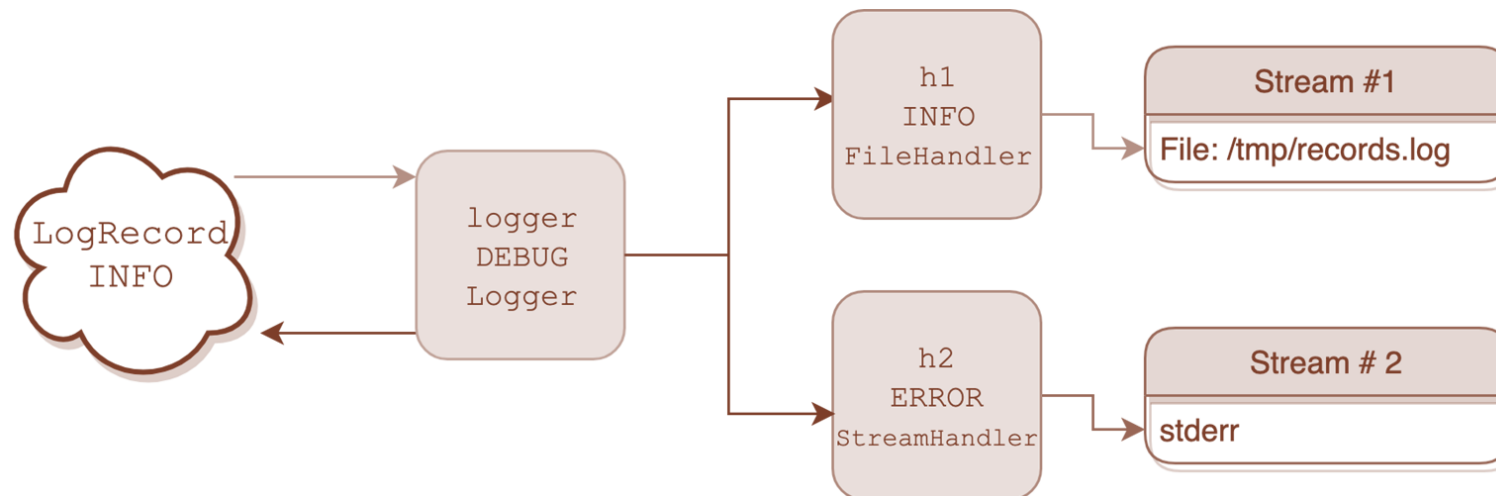 LogRecord
INFO
logger
DEBUG
Logger
h1
INFO
FileHandler
Stream #1
File: /tmp/records.log
h2
ERROR
StreamHandler
Stream # 2
stderr